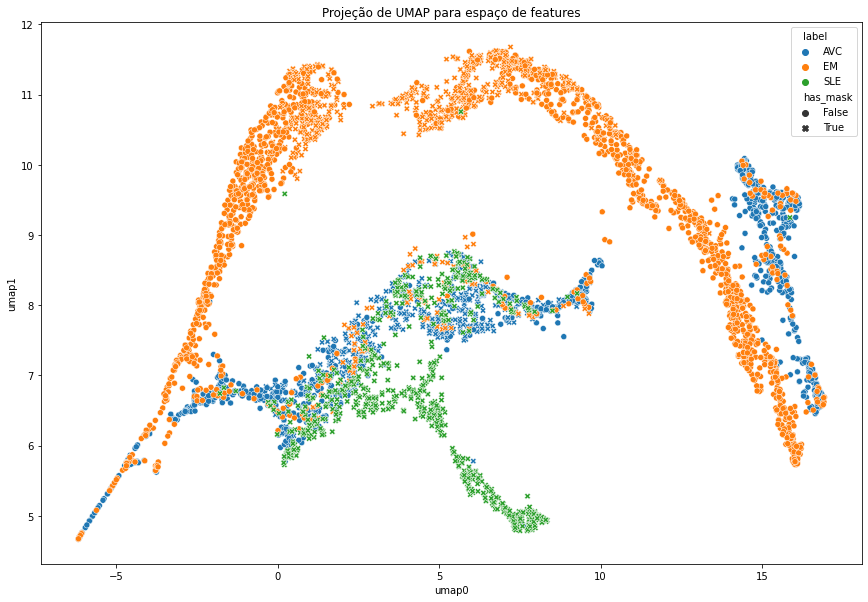 Projeção de UMAP para espaço de features
umap1
12
11
10
9
8
7
6
5
−5
0
5
10
15
umap0
label
AVC
EM
SLE
has_mask
False
True